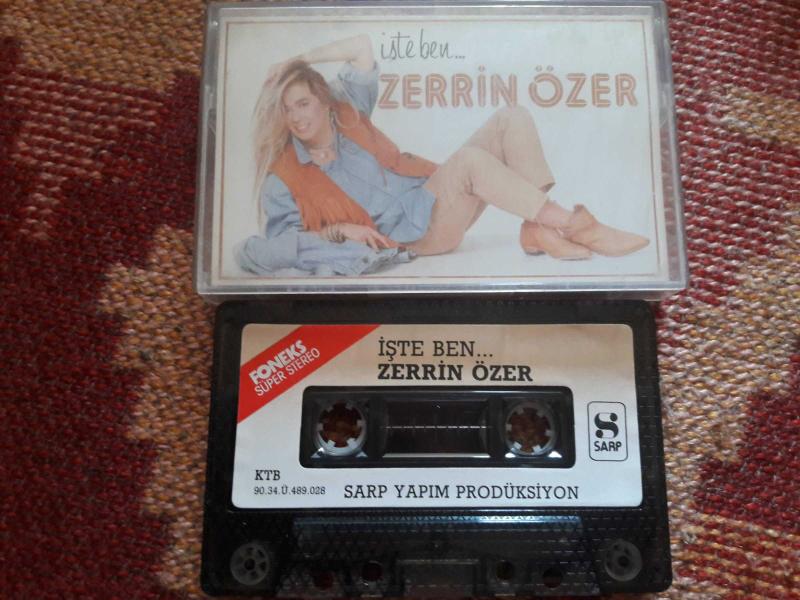 işte ben...
ZERRİN ÖZER
FONEKS
SÜPER STEREO
İŞTE BEN...
ZERRİN ÖZER
S
SARP
KTB
90.34.Ü.489.028
SARP YAPIM PRODÜKSİYON